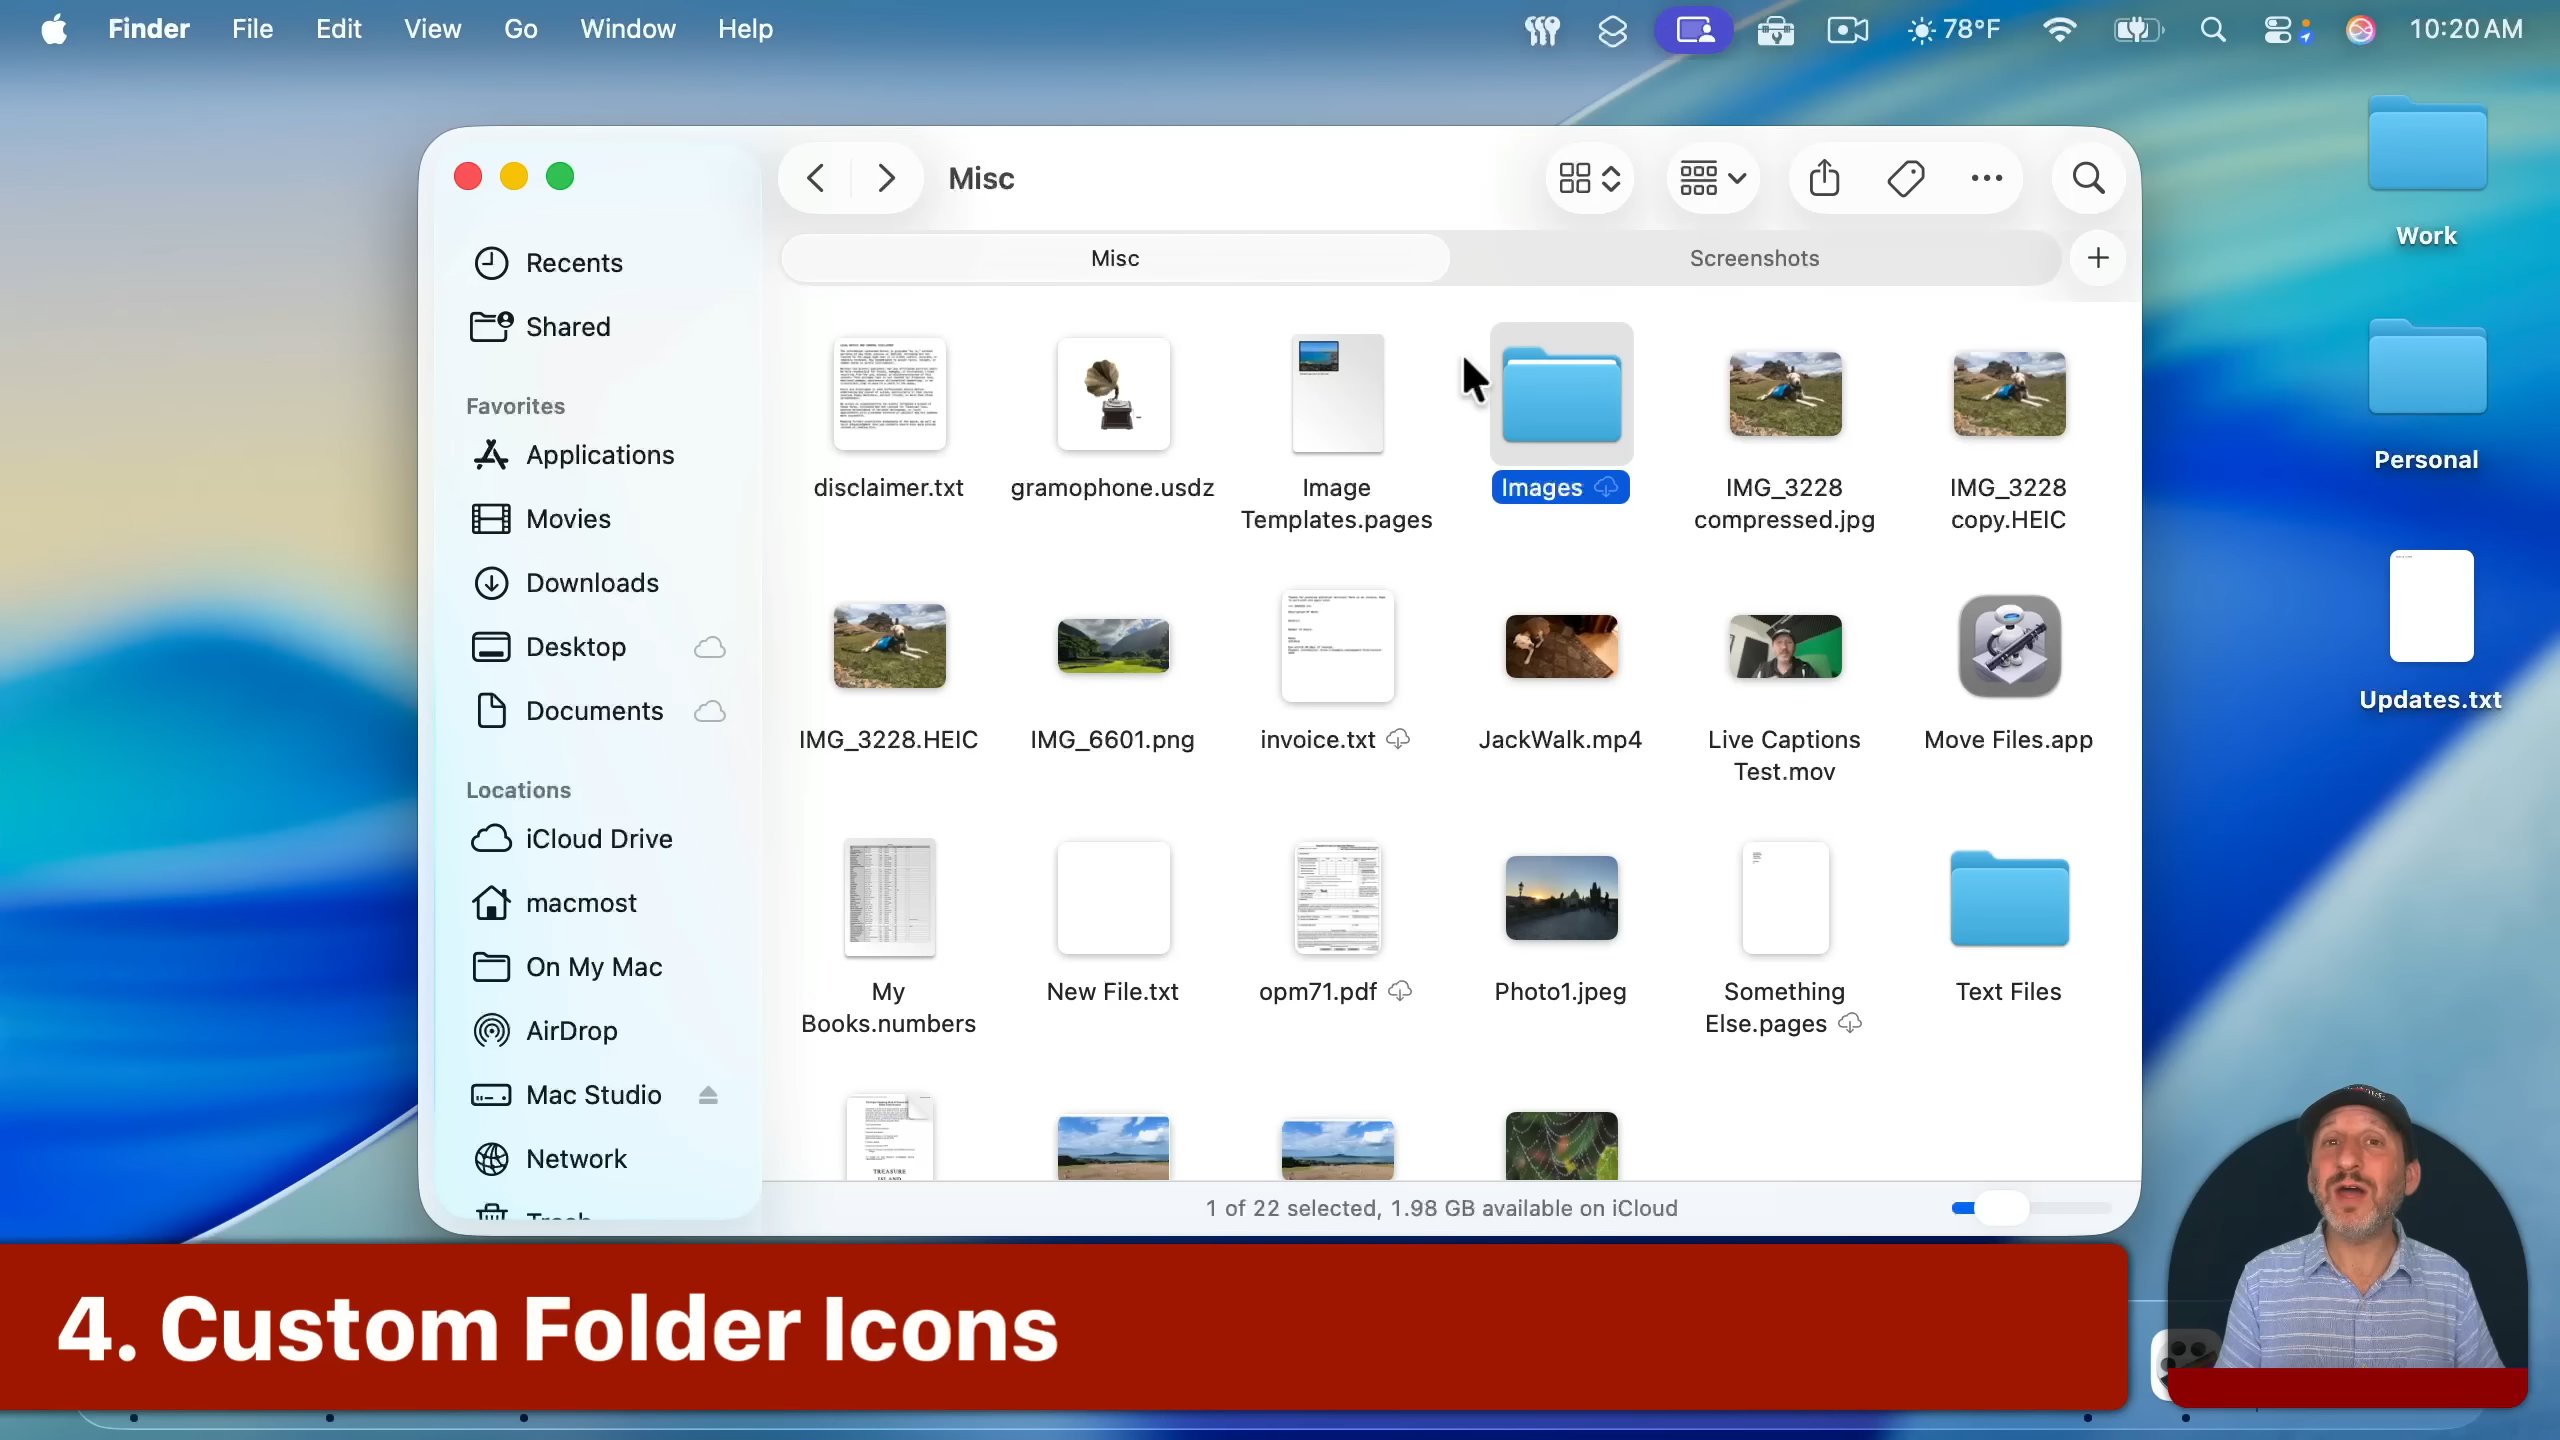 Finder File Edit View Go Window Help 78°F 10:20 AM
Misc
Misc Screenshots
Recents
Shared
Favorites
Applications
Movies
Downloads
Desktop
Documents
Locations
iCloud Drive
macmost
On My Mac
AirDrop
Mac Studio
Network
Trash
disclaimer.txt
gramophone.usdz
Image
Templates.pages
Images
IMG_3228
compressed.jpg
IMG_3228
copy.HEIC
IMG_3228.HEIC
IMG_6601.png
invoice.txt
JackWalk.mp4
Live Captions
Test.mov
Move Files.app
My
Books.numbers
New File.txt
opm71.pdf
Photo1.jpeg
Something
Else.pages
Text Files
TREASURE
1 of 22 selected, 1.98 GB available on iCloud
Work
Personal
Updates.txt
4. Custom Folder Icons